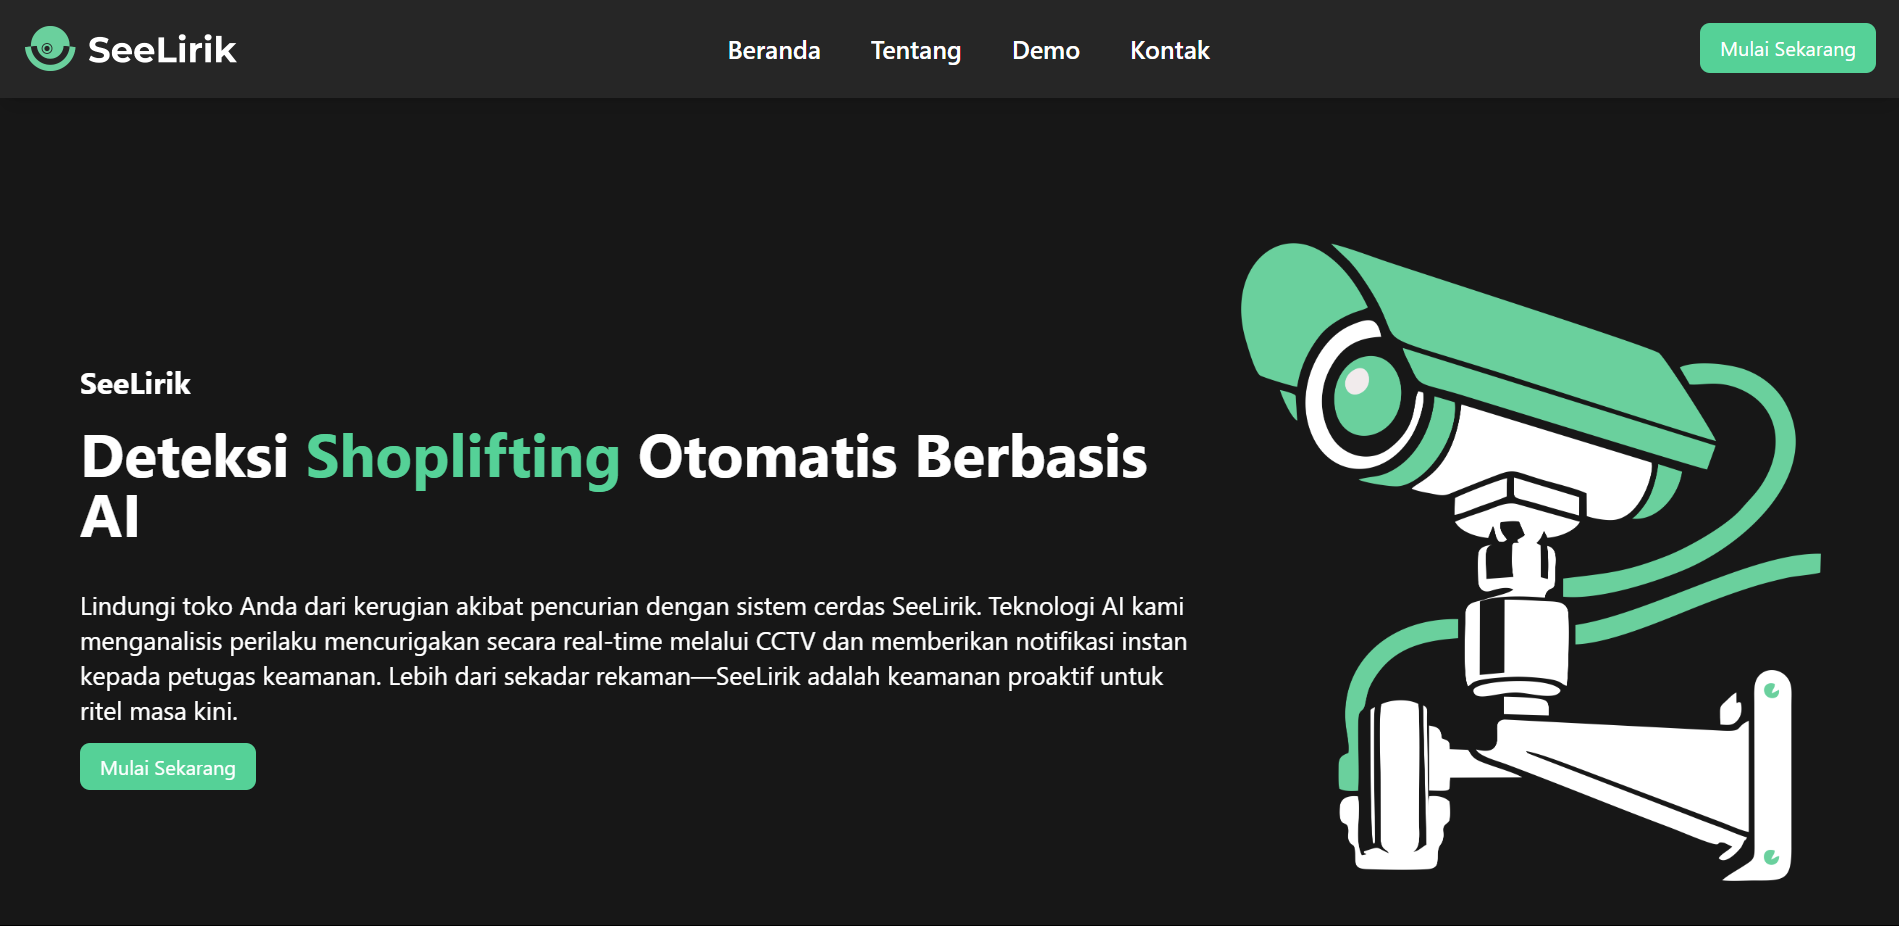 SeeLirik
Beranda Tentang Demo Kontak
Mulai Sekarang
SeeLirik
Deteksi Shoplifting Otomatis Berbasis
AI
Lindungi toko Anda dari kerugian akibat pencurian dengan sistem cerdas SeeLirik. Teknologi AI kami
menganalisis perilaku mencurigakan secara real-time melalui CCTV dan memberikan notifikasi instan
kepada petugas keamanan. Lebih dari sekadar rekaman—SeeLirik adalah keamanan proaktif untuk
ritel masa kini.
Mulai Sekarang